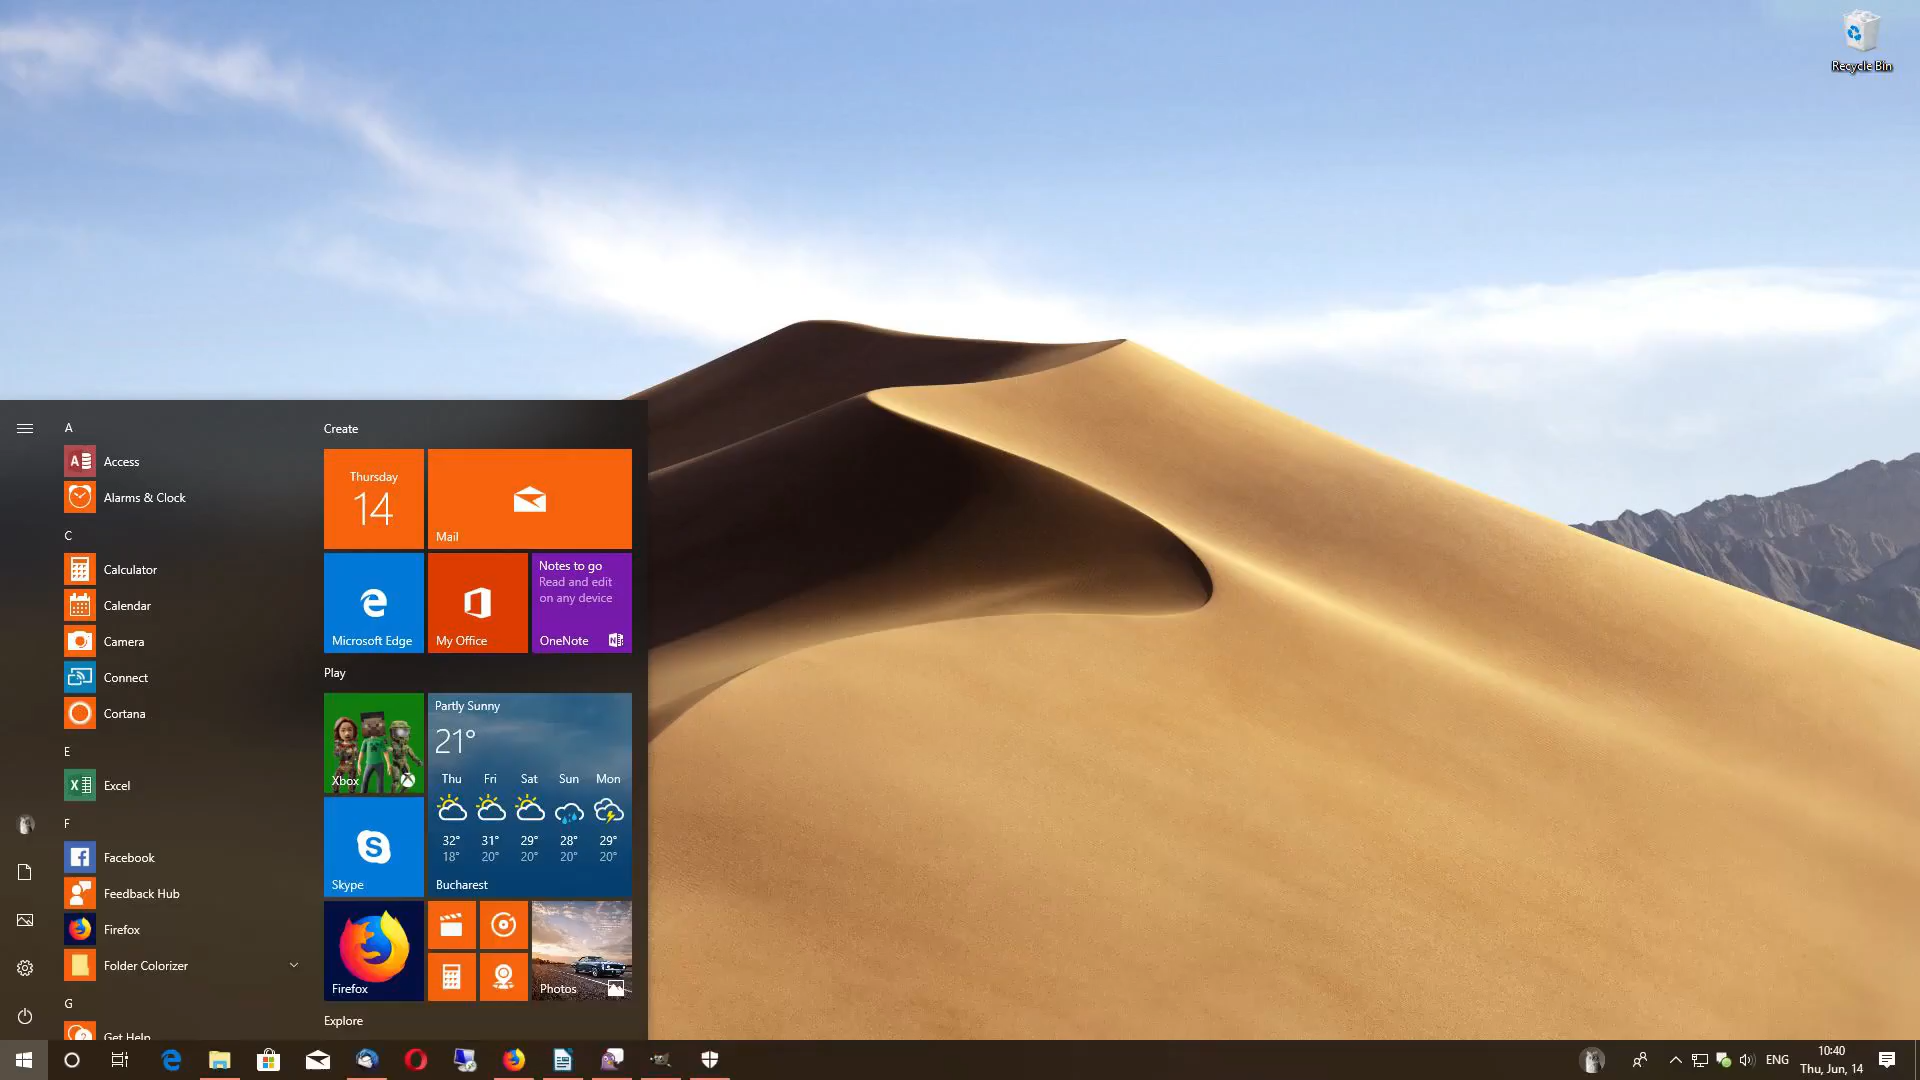 Recycle Bin
A
Access
Alarms & Clock
C
Calculator
Calendar
Camera
Connect
Cortana
E
Excel
F
Facebook
Feedback Hub
Firefox
Folder Colorizer
G
Get Help
Create
Thursday
14
Mail
Microsoft Edge
My Office
Notes to go
Read and edit
on any device
OneNote
Play
Xbox
Partly Sunny
21°
Thu Fri Sat Sun Mon
32° 31° 29° 28° 29°
18° 20° 20° 20° 20°
Bucharest
Skype
Firefox
Photos
Explore
ENG
10:40
Thu, Jun, 14